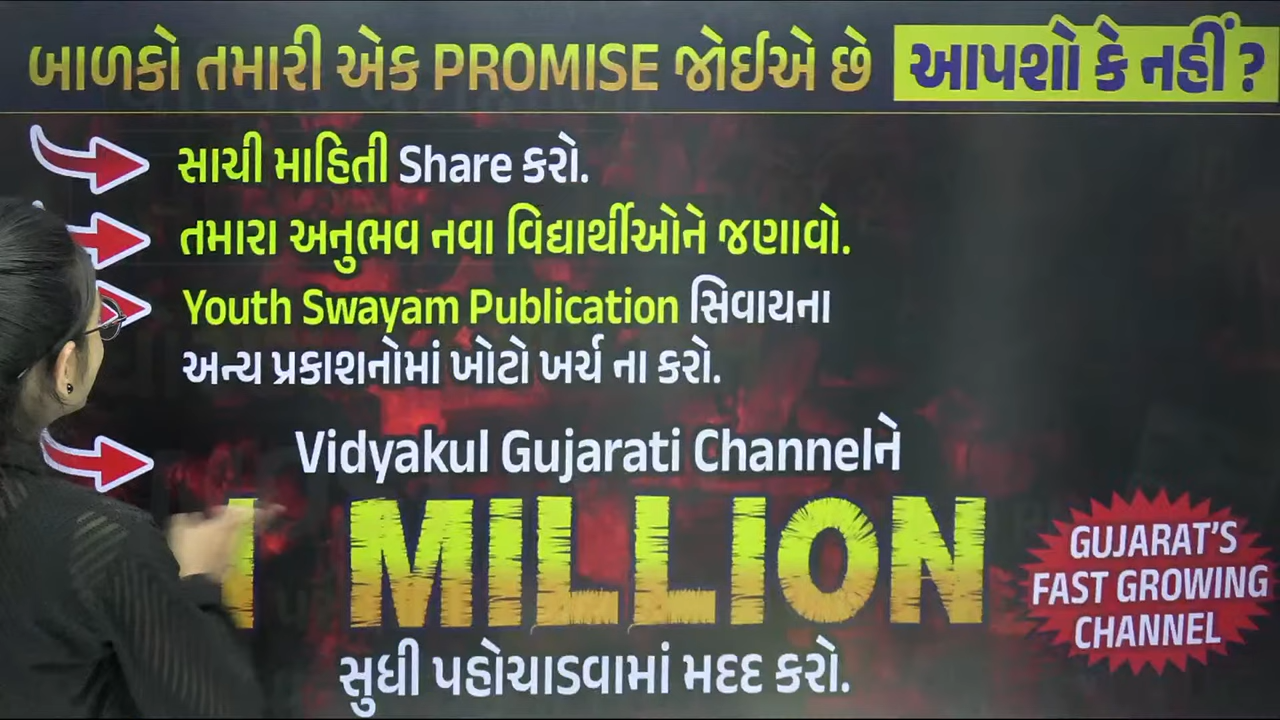 બાળકો તમારી એક PROMISE જોઈએ છે આપશો કે નહીં ?
સાચી માહિતી Share કરો.
તમારા અનુભવ નવા વિદ્યાર્થીઓને જણાવો.
Youth Swayam Publication સિવાયના
અન્ય પ્રકાશનોમાં ખોટો ખર્ચ ના કરો.
Vidyakul Gujarati Channelને
1 MILLION
સુધી પહોચાડવામાં મદદ કરો.
GUJARAT'S
FAST GROWING
CHANNEL